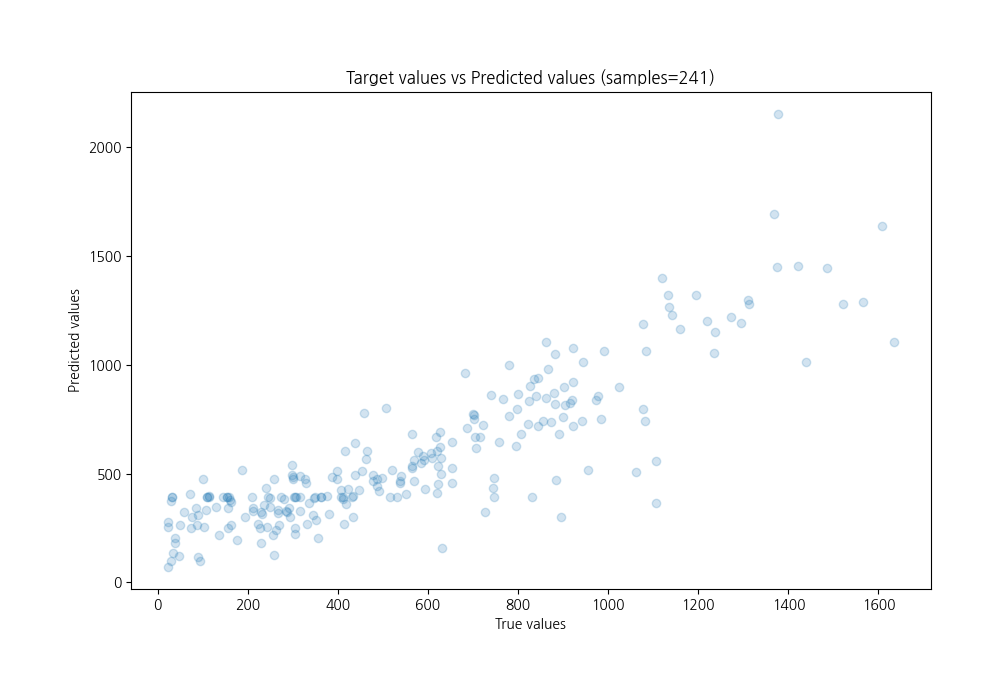 Target values vs Predicted values (samples=241)
2000
1500
1000
500
0
Predicted values
0 200 400 600 800 1000 1200 1400 1600
True values